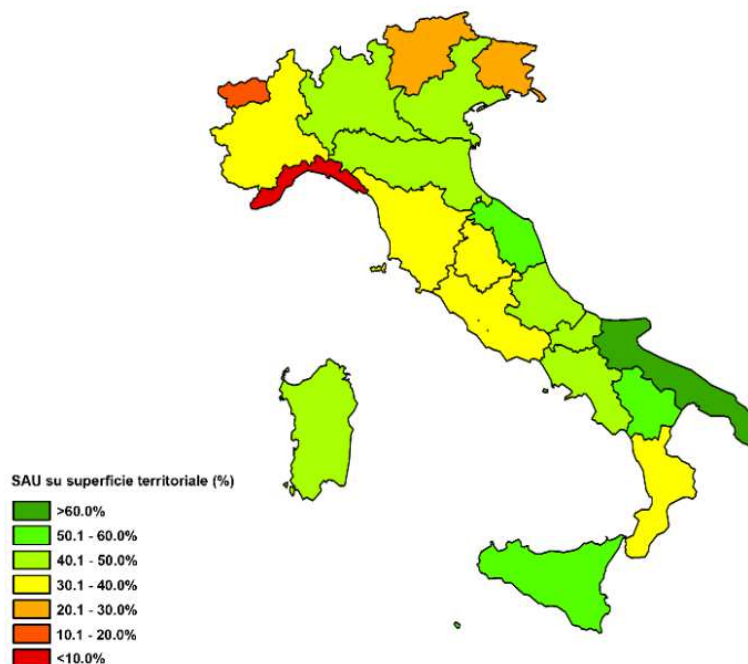 SAU su superficie territoriale (%)
>60.0%
50.1 - 60.0%
40.1 - 50.0%
30.1 - 40.0%
20.1 - 30.0%
10.1 - 20.0%
<10.0%